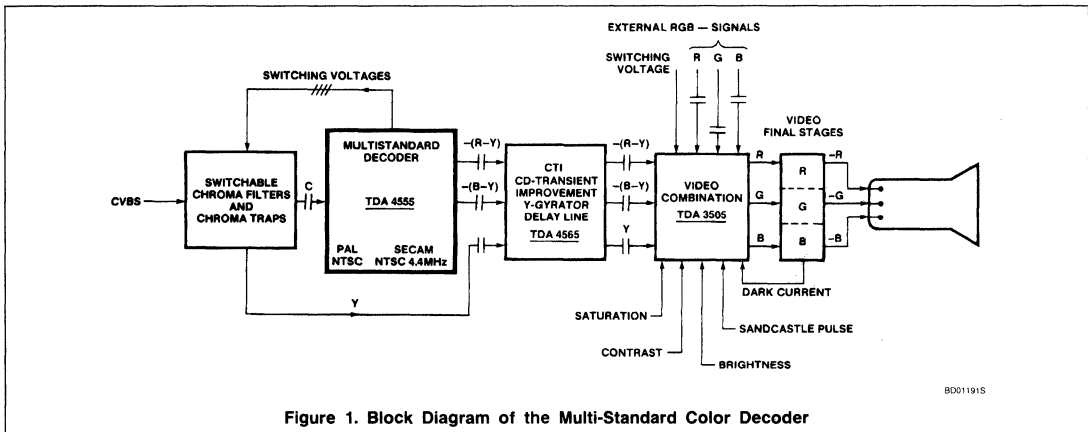 EXTERNAL RGB — SIGNALS
SWITCHING VOLTAGE
R G B
SWITCHING VOLTAGES
VIDEO FINAL STAGES
CVBS
SWITCHABLE CHROMA FILTERS AND CHROMA TRAPS
C
MULTISTANDARD DECODER
TDA 4555
PAL SECAM
NTSC NTSC 4.4MHz
–(R–Y)
–(B–Y)
Y
CTI
CD-TRANSIENT IMPROVEMENT
Y-GYRATOR DELAY LINE
TDA 4565
–(R–Y)
–(B–Y)
Y
VIDEO COMBINATION
TDA 3505
R
G
B
R
G
B
–R
–G
–B
DARK CURRENT
SATURATION
CONTRAST
BRIGHTNESS
SANDCASTLE PULSE
BD01191S
Figure 1. Block Diagram of the Multi-Standard Color Decoder